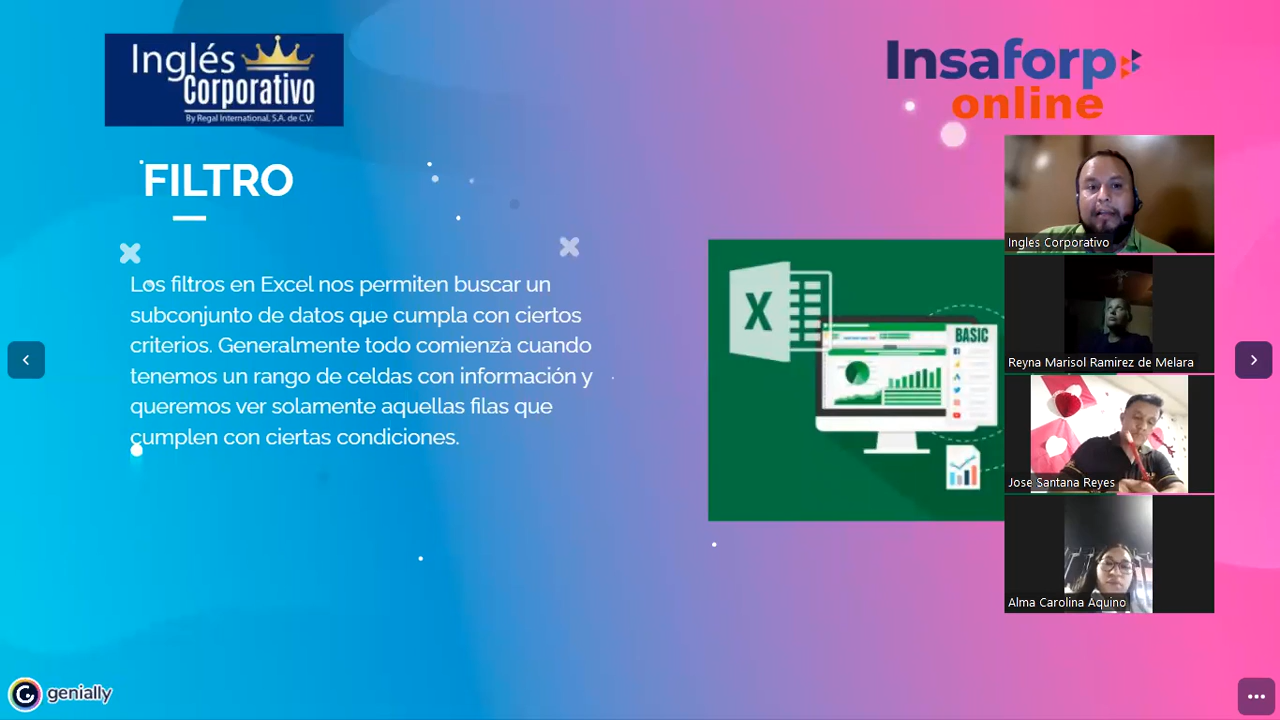 Inglés
Corporativo
By Regal International, S.A. de C.V.
Insaforp
online
FILTRO
Los filtros en Excel nos permiten buscar un
subconjunto de datos que cumpla con ciertos
criterios. Generalmente todo comienza cuando
tenemos un rango de celdas con información y
queremos ver solamente aquellas filas que
cumplen con ciertas condiciones.
X
BASIC
Ingles Corporativo
Reyna Marisol Ramirez de Melara
Jose Santana Reyes
Alma Carolina Aquino
genially